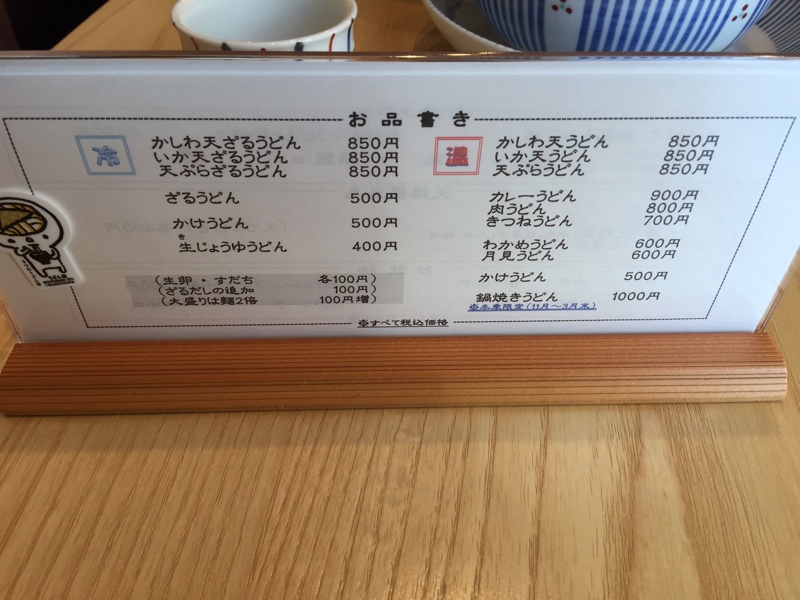 お品書き
冷
かしわ天ざるうどん 850円
いか天ざるうどん 850円
天ぷらざるうどん 850円
ざるうどん 500円
かけうどん 500円
き
生じょうゆうどん 400円
(生卵・すだち 各100円)
(ざるだしの追加 100円)
(大盛りは麺2倍 100円増)
温
かしわ天うどん 850円
いか天うどん 850円
天ぷらうどん 850円
カレーうどん 900円
肉うどん 800円
きつねうどん 700円
わかめうどん 600円
月見うどん 600円
かけうどん 500円
鍋焼きうどん 1000円
※冬季限定(11月～3月末)
※すべて税込価格